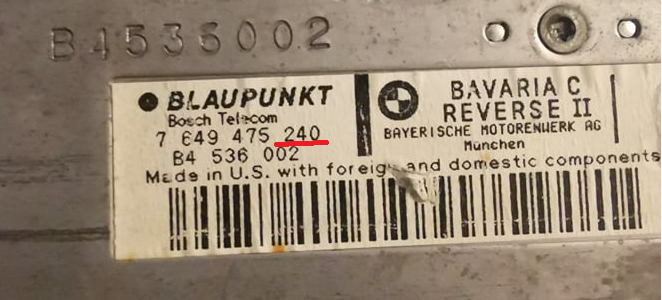 B4536002
BLAUPUNKT
Bosch Telecom
7 649 475 240
B4 536 002
BAVARIA C
REVERSE II
BAYERISCHE MOTORENWERK AG
München
Made in U.S. with foreign and domestic components